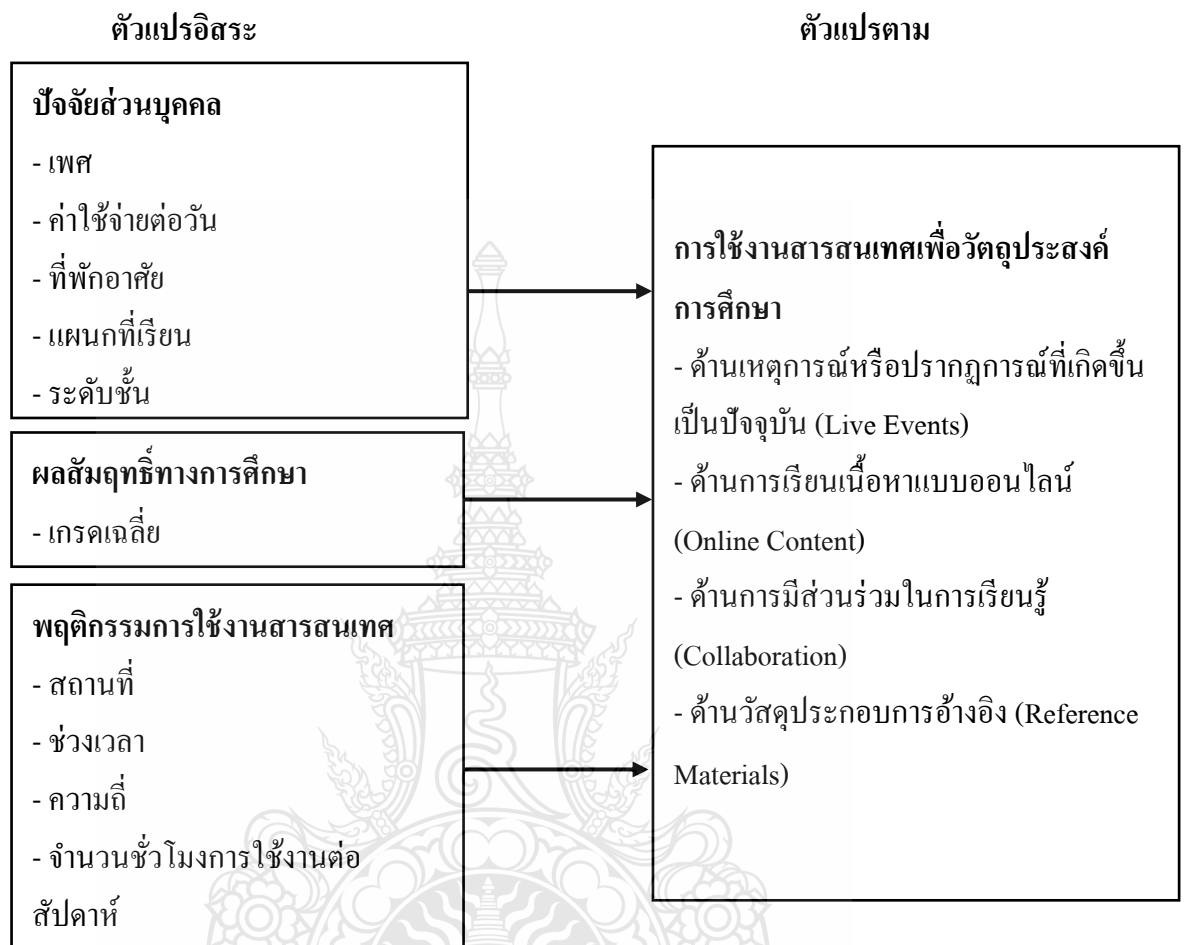 ตัวแปรอิสระ
ตัวแปรตาม
ปัจจัยส่วนบุคคล
- เพศ
- ค่าใช้จ่ายต่อวัน
- ที่พักอาศัย
- แผนกที่เรียน
- ระดับชั้น
ผลสัมฤทธิ์ทางการศึกษา
- เกรดเฉลี่ย
พฤติกรรมการใช้งานสารสนเทศ
- สถานที่
- ช่วงเวลา
- ความถี่
- จำนวนชั่วโมงการใช้งานต่อ
สัปดาห์
การใช้งานสารสนเทศเพื่อวัตถุประสงค์
การศึกษา
- ด้านเหตุการณ์หรือปรากฏการณ์ที่เกิดขึ้น
เป็นปัจจุบัน (Live Events)
- ด้านการเรียนเนื้อหาแบบออนไลน์
(Online Content)
- ด้านการมีส่วนร่วมในการเรียนรู้
(Collaboration)
- ด้านวัสดุประกอบการอ้างอิง (Reference
Materials)